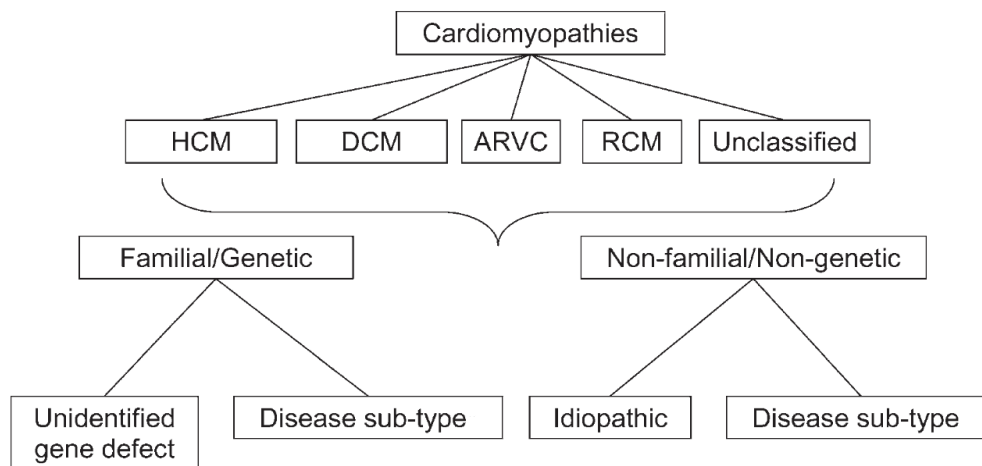 Cardiomyopathies
HCM
DCM
ARVC
RCM
Unclassified
Familial/Genetic
Non-familial/Non-genetic
Unidentified
gene defect
Disease sub-type
Idiopathic
Disease sub-type